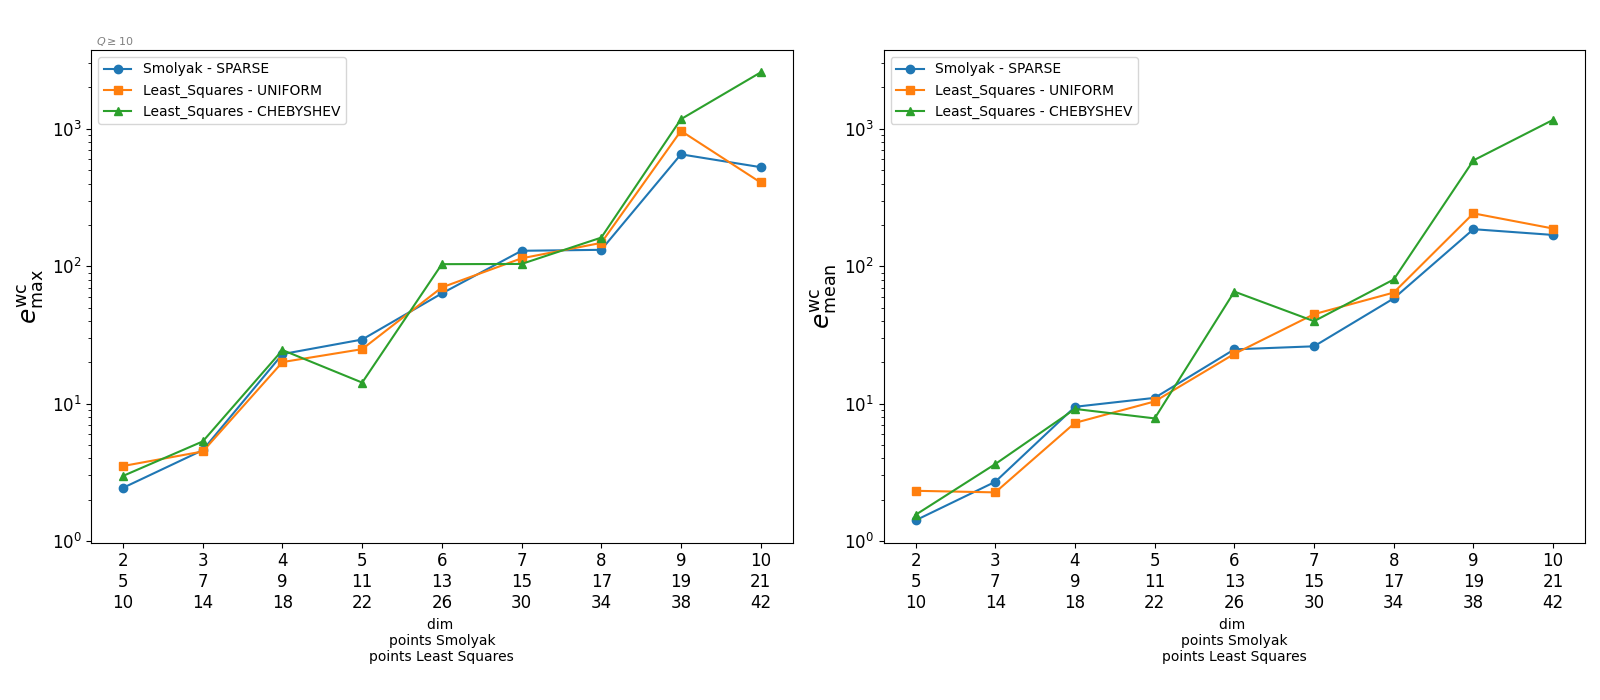 Q ≥ 10
Smolyak - SPARSE
Least_Squares - UNIFORM
Least_Squares - CHEBYSHEV
10³
10²
10¹
10⁰
e^wc_max
2 3 4 5 6 7 8 9 10
5 7 9 11 13 15 17 19 21
10 14 18 22 26 30 34 38 42
dim
points Smolyak
points Least Squares
Smolyak - SPARSE
Least_Squares - UNIFORM
Least_Squares - CHEBYSHEV
10³
10²
10¹
10⁰
e^wc_mean
2 3 4 5 6 7 8 9 10
5 7 9 11 13 15 17 19 21
10 14 18 22 26 30 34 38 42
dim
points Smolyak
points Least Squares